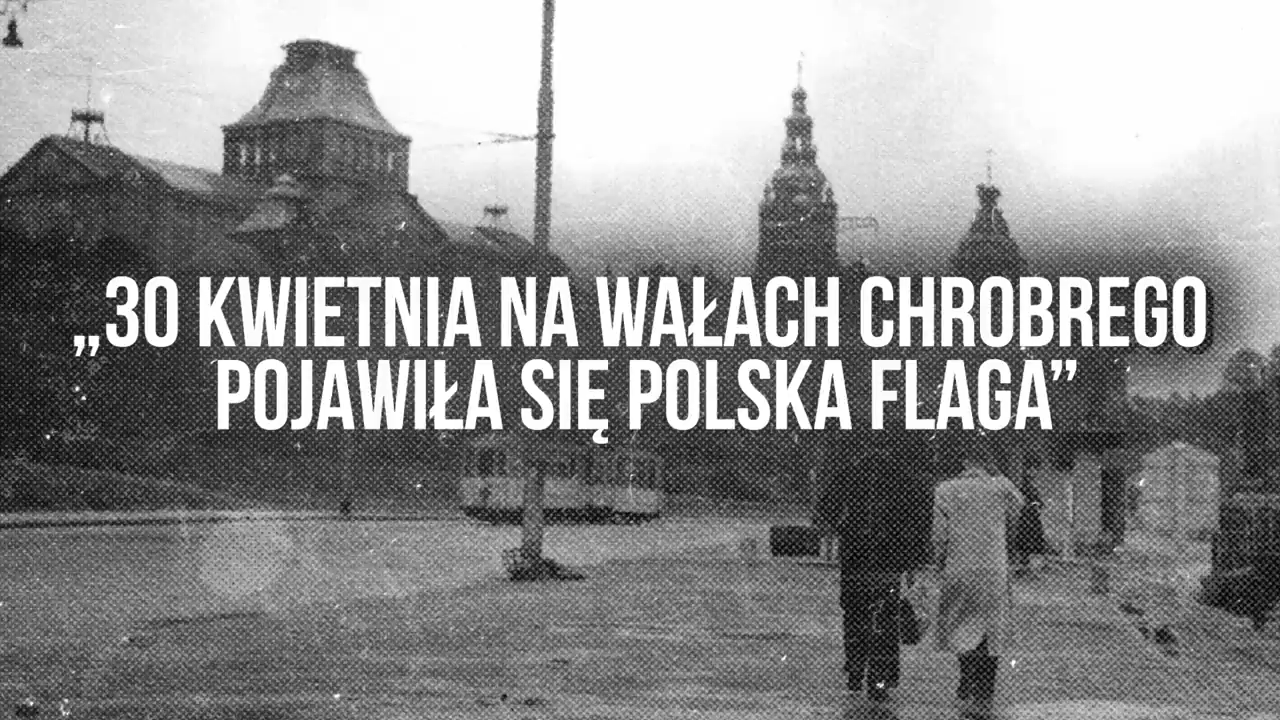 „30 KWIETNIA NA WAŁACH CHROBREGO
POJAWIŁA SIĘ POLSKA FLAGA”